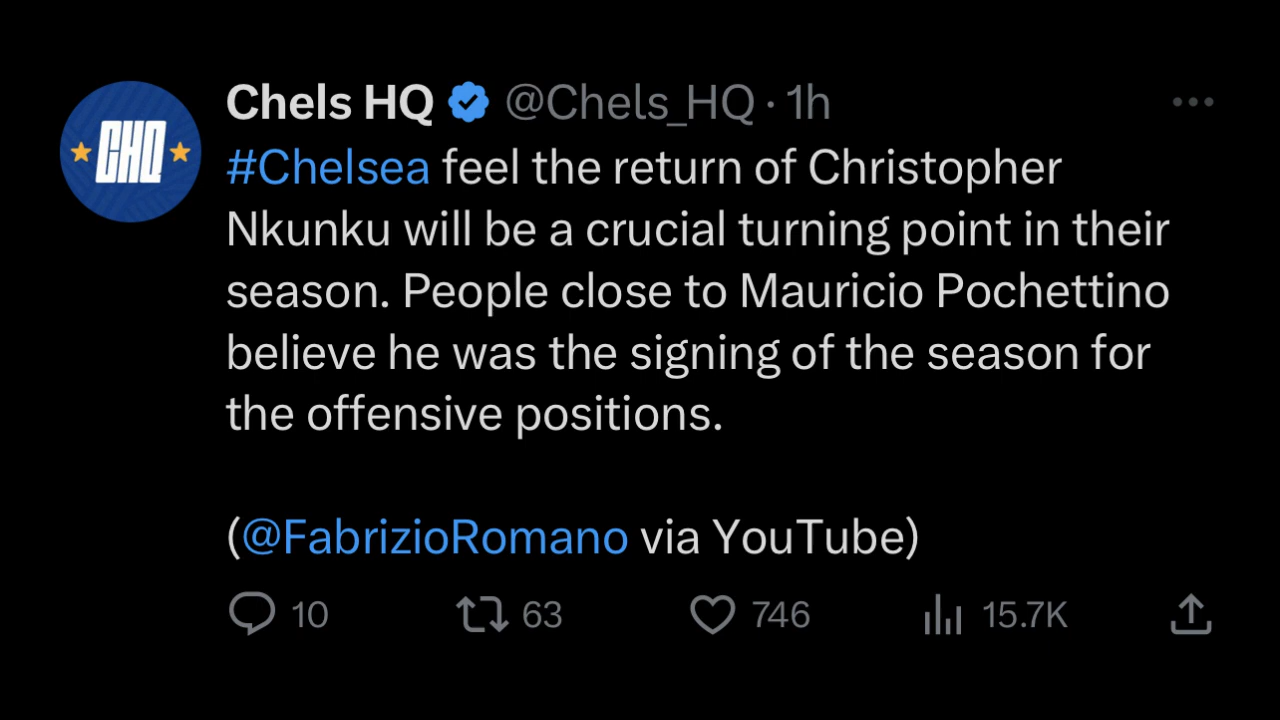 CHQ
Chels HQ @Chels_HQ · 1h
#Chelsea feel the return of Christopher
Nkunku will be a crucial turning point in their
season. People close to Mauricio Pochettino
believe he was the signing of the season for
the offensive positions.
(@FabrizioRomano via YouTube)
10 63 746 15.7K